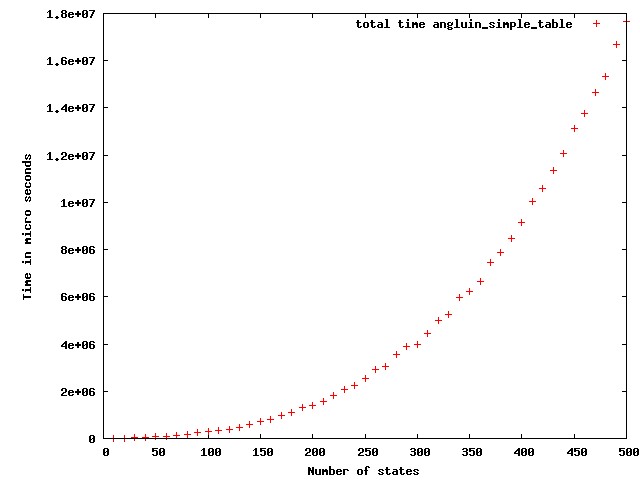 1.8e+07
total time angluin_simple_table
1.6e+07
1.4e+07
1.2e+07
1e+07
8e+06
6e+06
4e+06
2e+06
0
Time in micro seconds
0 50 100 150 200 250 300 350 400 450 500
Number of states